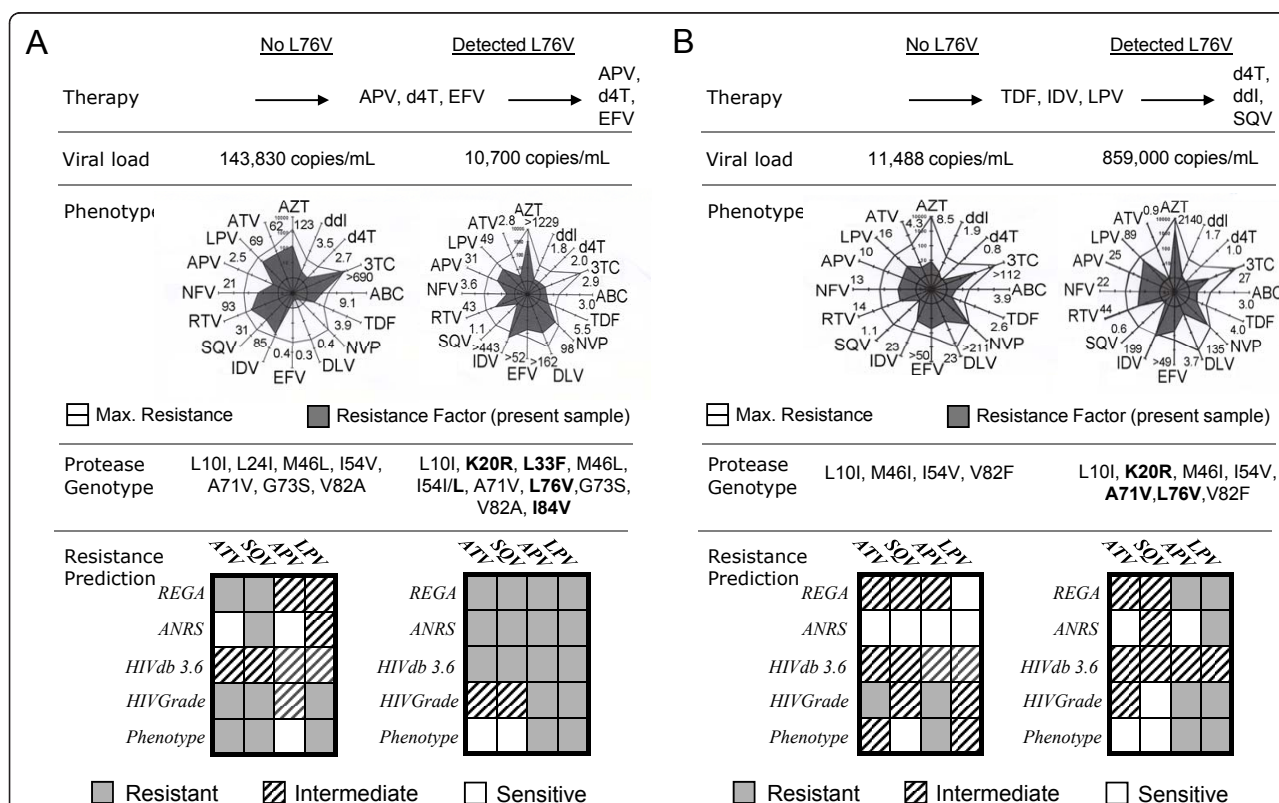 A
No L76V
Detected L76V
Therapy
APV, d4T, EFV
APV,
d4T,
EFV
Viral load
143,830 copies/mL
10,700 copies/mL
Phenotype
AZT
123
ddI
3.5
d4T
2.7
3TC
>690
ABC
9.1
TDF
3.9
NVP
0.4
DLV
0.3
EFV
0.4
IDV
85
SQV
31
RTV
93
NFV
21
APV
2.5
LPV
69
ATV
62
AZT
>1229
ddI
1.8
d4T
2.0
3TC
2.9
ABC
3.0
TDF
5.5
NVP
98
DLV
>162
EFV
>52
IDV
>443
SQV
1.1
RTV
43
NFV
3.6
APV
31
LPV
49
ATV
2.8
Max. Resistance
Resistance Factor (present sample)
Protease
Genotype
L10I, L24I, M46L, I54V,
A71V, G73S, V82A
L10I, K20R, L33F, M46L,
I54I/L, A71V, L76V,G73S,
V82A, I84V
Resistance
Prediction
ATV SQV APV LPV
ATV SQV APV LPV
REGA
ANRS
HIVdb 3.6
HIVGrade
Phenotype
REGA
ANRS
HIVdb 3.6
HIVGrade
Phenotype
Resistant
Intermediate
Sensitive
B
No L76V
Detected L76V
Therapy
TDF, IDV, LPV
d4T,
ddI,
SQV
Viral load
11,488 copies/mL
859,000 copies/mL
Phenotype
AZT
8.5
ddI
1.9
d4T
0.8
3TC
>112
ABC
3.9
TDF
2.6
NVP
>211
DLV
23
EFV
>50
IDV
23
SQV
1.1
RTV
14
NFV
13
APV
10
LPV
16
ATV
4.3
AZT
2140
ddI
1.7
d4T
1.0
3TC
27
ABC
3.0
TDF
4.0
NVP
135
DLV
3.7
EFV
>49
IDV
199
SQV
0.6
RTV
44
NFV
22
APV
25
LPV
89
ATV
0.9
Max. Resistance
Resistance Factor (present sample)
Protease
Genotype
L10I, M46I, I54V, V82F
L10I, K20R, M46I, I54V,
A71V,L76V,V82F
Resistance
Prediction
ATV SQV APV LPV
ATV SQV APV LPV
REGA
ANRS
HIVdb 3.6
HIVGrade
Phenotype
REGA
ANRS
HIVdb 3.6
HIVGrade
Phenotype
Resistant
Intermediate
Sensitive